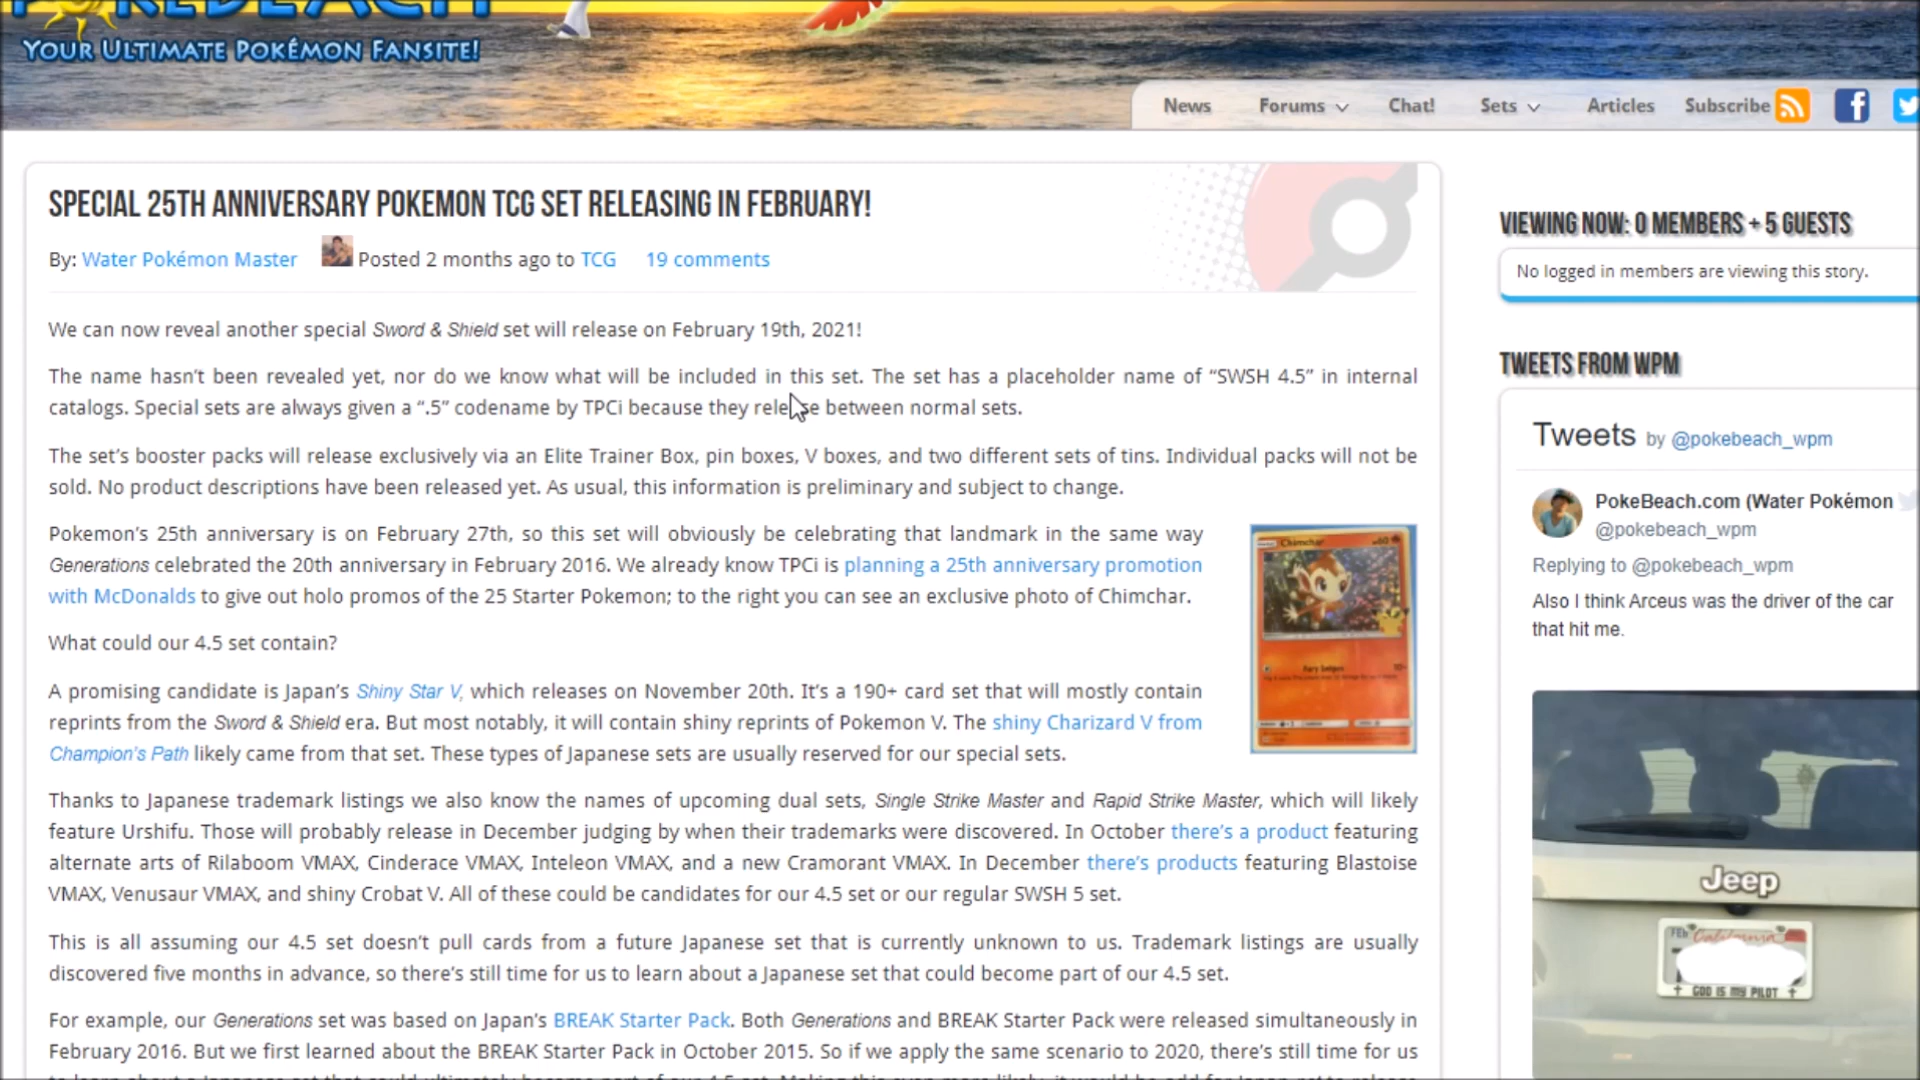 POKEBEACH
YOUR ULTIMATE POKÉMON FANSITE!
News Forums Chat! Sets Articles Subscribe
SPECIAL 25TH ANNIVERSARY POKEMON TCG SET RELEASING IN FEBRUARY!
By: Water Pokémon Master Posted 2 months ago to TCG 19 comments
We can now reveal another special Sword & Shield set will release on February 19th, 2021!
The name hasn't been revealed yet, nor do we know what will be included in this set. The set has a placeholder name of “SWSH 4.5” in internal
catalogs. Special sets are always given a “.5” codename by TPCi because they release between normal sets.
The set's booster packs will release exclusively via an Elite Trainer Box, pin boxes, V boxes, and two different sets of tins. Individual packs will not be
sold. No product descriptions have been released yet. As usual, this information is preliminary and subject to change.
Pokemon's 25th anniversary is on February 27th, so this set will obviously be celebrating that landmark in the same way
Generations celebrated the 20th anniversary in February 2016. We already know TPCi is planning a 25th anniversary promotion
with McDonalds to give out holo promos of the 25 Starter Pokemon; to the right you can see an exclusive photo of Chimchar.
Chimchar
What could our 4.5 set contain?
A promising candidate is Japan's Shiny Star V, which releases on November 20th. It's a 190+ card set that will mostly contain
reprints from the Sword & Shield era. But most notably, it will contain shiny reprints of Pokemon V. The shiny Charizard V from
Champion's Path likely came from that set. These types of Japanese sets are usually reserved for our special sets.
Thanks to Japanese trademark listings we also know the names of upcoming dual sets, Single Strike Master and Rapid Strike Master, which will likely
feature Urshifu. Those will probably release in December judging by when their trademarks were discovered. In October there's a product featuring
alternate arts of Rilaboom VMAX, Cinderace VMAX, Inteleon VMAX, and a new Cramorant VMAX. In December there's products featuring Blastoise
VMAX, Venusaur VMAX, and shiny Crobat V. All of these could be candidates for our 4.5 set or our regular SWSH 5 set.
This is all assuming our 4.5 set doesn't pull cards from a future Japanese set that is currently unknown to us. Trademark listings are usually
discovered five months in advance, so there's still time for us to learn about a Japanese set that could become part of our 4.5 set.
For example, our Generations set was based on Japan's BREAK Starter Pack. Both Generations and BREAK Starter Pack were released simultaneously in
February 2016. But we first learned about the BREAK Starter Pack in October 2015. So if we apply the same scenario to 2020, there's still time for us
VIEWING NOW: 0 MEMBERS + 5 GUESTS
No logged in members are viewing this story.
TWEETS FROM WPM
Tweets by @pokebeach_wpm
PokeBeach.com (Water Pokémon
@pokebeach_wpm
Replying to @pokebeach_wpm
Also I think Arceus was the driver of the car
that hit me.
Jeep
FEB California
GOD IS MY PILOT